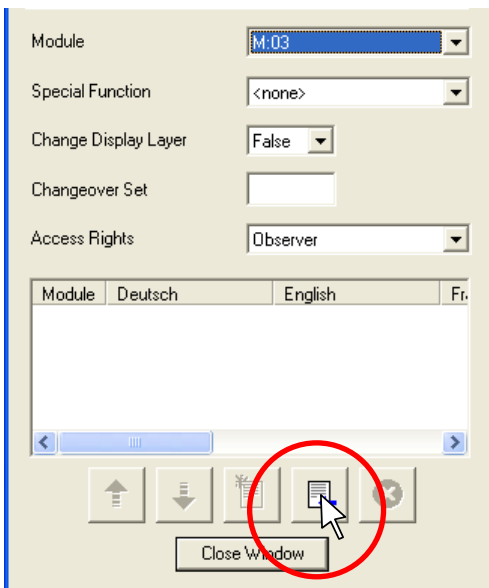 Module M:03
Special Function <none>
Change Display Layer False
Changeover Set
Access Rights Observer
Module Deutsch English Fr
Close Window